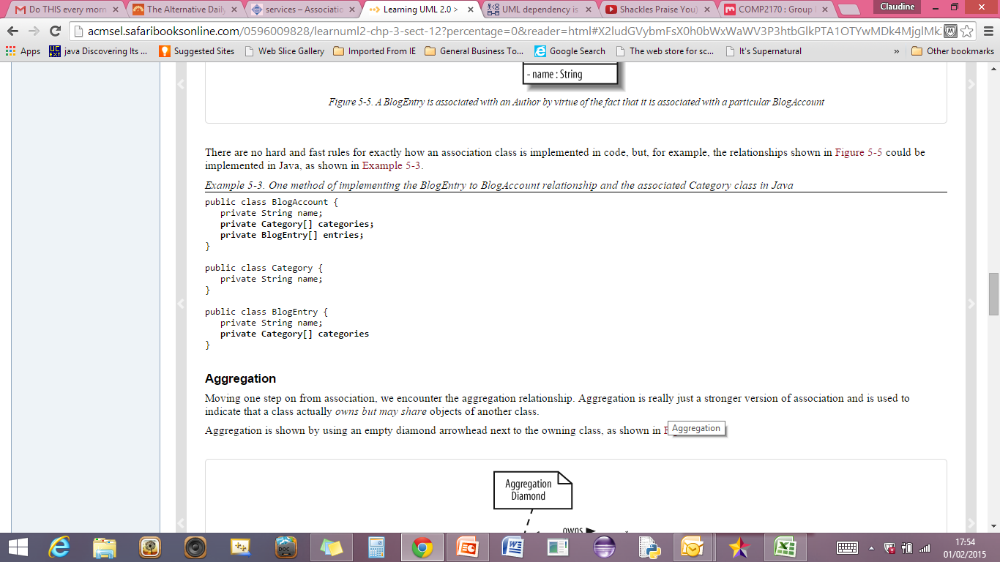 Do THIS every morn
The Alternative Daily
services – Associatio
Learning UML 2.0 >
UML dependency is
Shackles Praise You)
COMP2170 : Group
Claudine
acmsel.safaribooksonline.com/0596009828/learnuml2-chp-3-sect-12?percentage=0&reader=html#X2ludGVybmFsX0h0bWxWaWV3P3htbGlkPTA1OTYwMDk4MjglMk
Apps
java Discovering Its ...
Suggested Sites
Web Slice Gallery
Imported From IE
General Business To...
Google Search
The web store for sc...
It's Supernatural
»
Other bookmarks
- name : String
Figure 5-5. A BlogEntry is associated with an Author by virtue of the fact that it is associated with a particular BlogAccount
There are no hard and fast rules for exactly how an association class is implemented in code, but, for example, the relationships shown in Figure 5-5 could be
implemented in Java, as shown in Example 5-3.
Example 5-3. One method of implementing the BlogEntry to BlogAccount relationship and the associated Category class in Java
public class BlogAccount {
private String name;
private Category[] categories;
private BlogEntry[] entries;
}
public class Category {
private String name;
}
public class BlogEntry {
private String name;
private Category[] categories
}
Aggregation
Moving one step on from association, we encounter the aggregation relationship. Aggregation is really just a stronger version of association and is used to
indicate that a class actually owns but may share objects of another class.
Aggregation is shown by using an empty diamond arrowhead next to the owning class, as shown in
Aggregation
Aggregation
Diamond
owns
17:54
01/02/2015